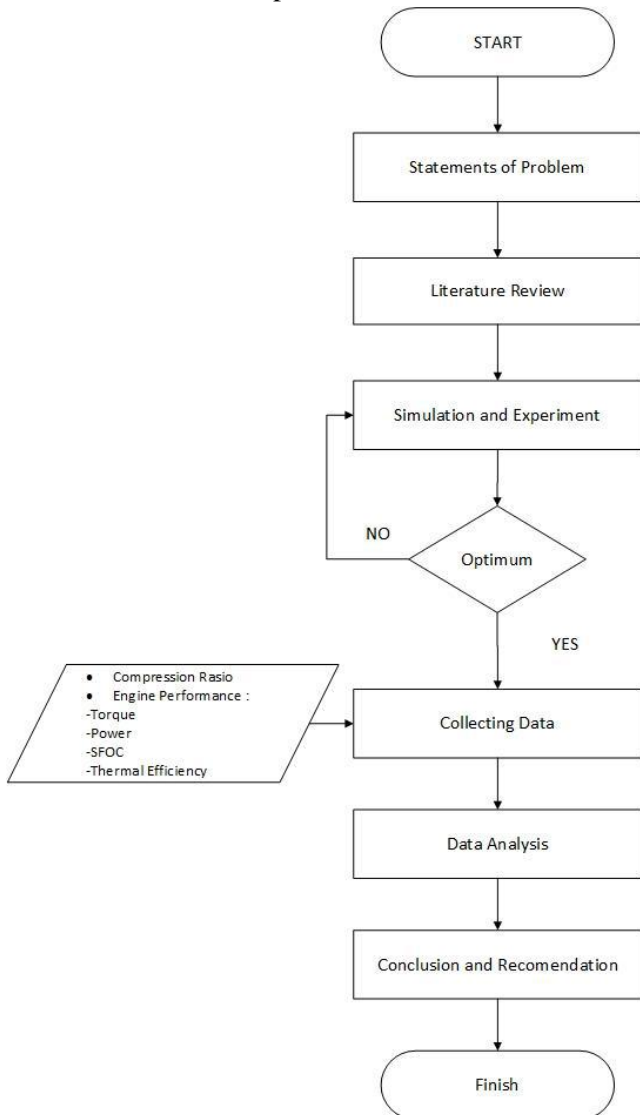 START
Statements of Problem
Literature Review
Simulation and Experiment
NO
Optimum
YES
• Compression Rasio
• Engine Performance :
-Torque
-Power
-SFOC
-Thermal Efficiency
Collecting Data
Data Analysis
Conclusion and Recomendation
Finish